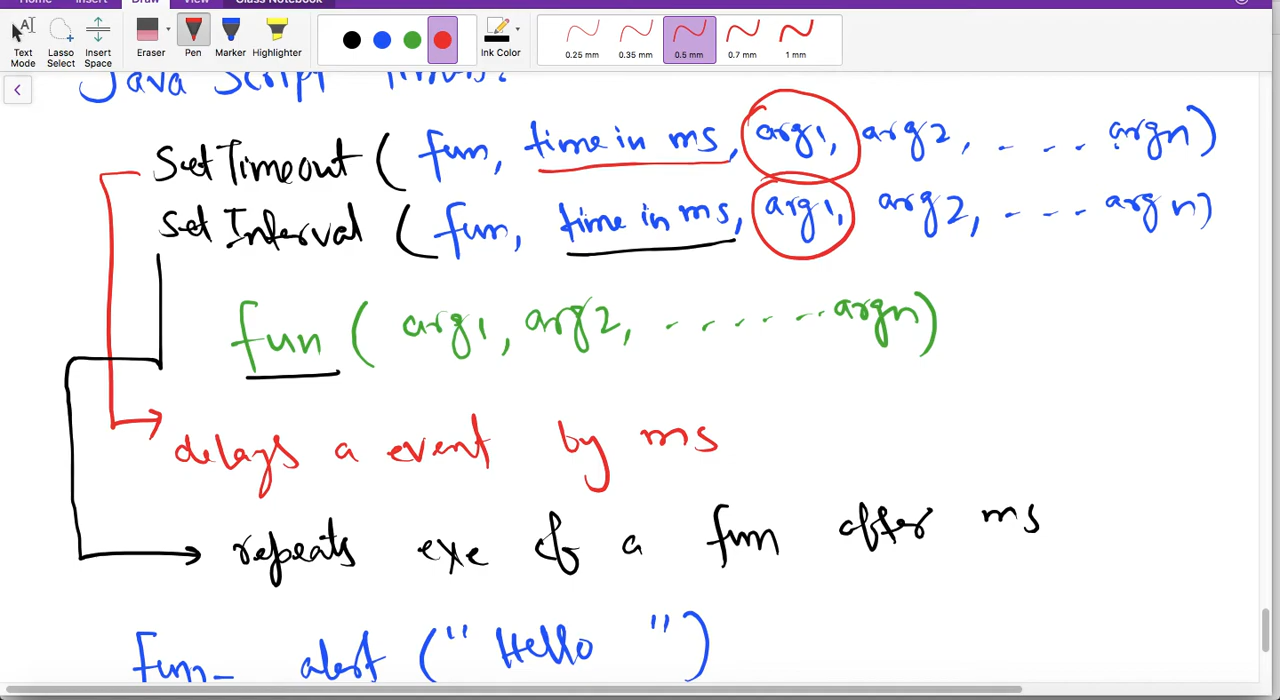 Home Insert Draw View Class Notebook
Text Mode Lasso Select Insert Space Eraser Pen Marker Highlighter Ink Color 0.25 mm 0.35 mm 0.5 mm 0.7 mm 1 mm
Java Script
SetTimeout ( fun, time in ms, arg1, arg2, . ... argn)
Set Interval ( fun, time in ms, arg1, arg2, . ... argn)
fun ( arg1, arg2, ........ argn)
delays a event by ms
repeats exe of a fun after ms
Fun_ alert (" Hello ")